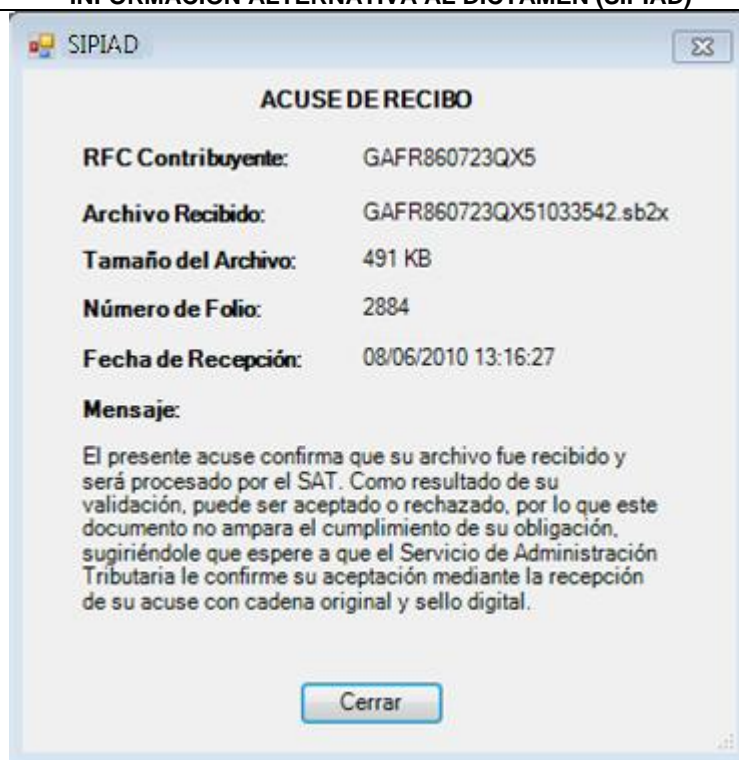 INFORMACIÓN ALTERNATIVA AL DICTAMEN (SIPIAD)
SIPIAD
ACUSE DE RECIBO
RFC Contribuyente: GAFR860723QX5
Archivo Recibido: GAFR860723QX51033542.sb2x
Tamaño del Archivo: 491 KB
Número de Folio: 2884
Fecha de Recepción: 08/06/2010 13:16:27
Mensaje:
El presente acuse confirma que su archivo fue recibido y
será procesado por el SAT. Como resultado de su
validación, puede ser aceptado o rechazado, por lo que este
documento no ampara el cumplimiento de su obligación,
sugiriéndole que espere a que el Servicio de Administración
Tributaria le confirme su aceptación mediante la recepción
de su acuse con cadena original y sello digital.
Cerrar